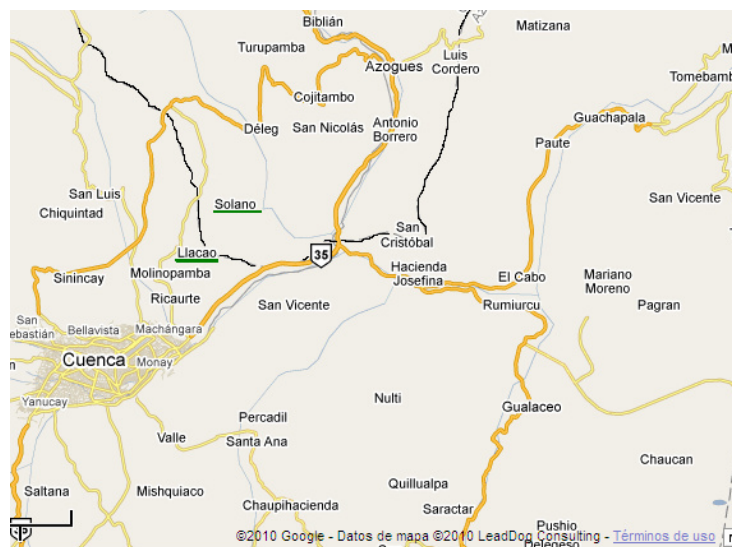 Biblián
Matizana
Turupamba
Luis
Cordero
Azogues
Tomebamb
Cojitambo
Guachapala
Antonio
Borrero
Déleg
San Nicolás
Paute
San Luis
San Vicente
Solano
Chiquintad
San
Cristóbal
Llacao
35
Molinopamba
Hacienda
Josefina
Sinincay
El Cabo
Mariano
Moreno
Ricaurte
San Vicente
Rumiurcu
Pagran
San
ebastián
Bellavista
Machángara
Cuenca
Monay
Nulti
Yanucay
Gualaceo
Percadil
Valle
Santa Ana
Chaucan
Quillualpa
Saltana
Mishquiaco
Chaupihacienda
Saractar
Pushio
Delegeso
©2010 Google - Datos de mapa ©2010 LeadDog Consulting - Términos de uso